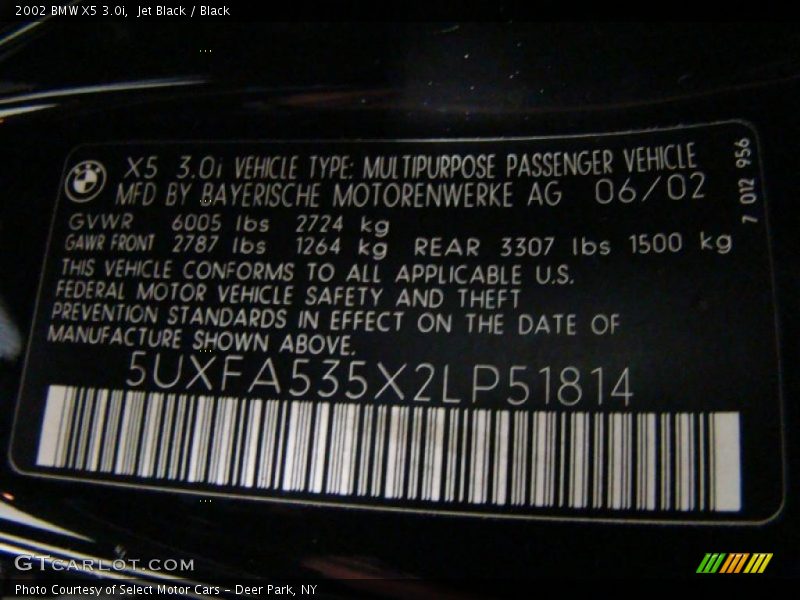 2002 BMW X5 3.0i,  Jet Black / Black
X5 3.0i VEHICLE TYPE: MULTIPURPOSE PASSENGER VEHICLE
MFD BY BAYERISCHE MOTORENWERKE AG 06/02
7 012 956
GVWR 6005 lbs 2724 kg
GAWR FRONT 2787 lbs 1264 kg REAR 3307 lbs 1500 kg
THIS VEHICLE CONFORMS TO ALL APPLICABLE U.S.
FEDERAL MOTOR VEHICLE SAFETY AND THEFT
PREVENTION STANDARDS IN EFFECT ON THE DATE OF
MANUFACTURE SHOWN ABOVE.
5UXFA535X2LP51814
GTCARLOT.COM
Photo Courtesy of Select Motor Cars - Deer Park, NY